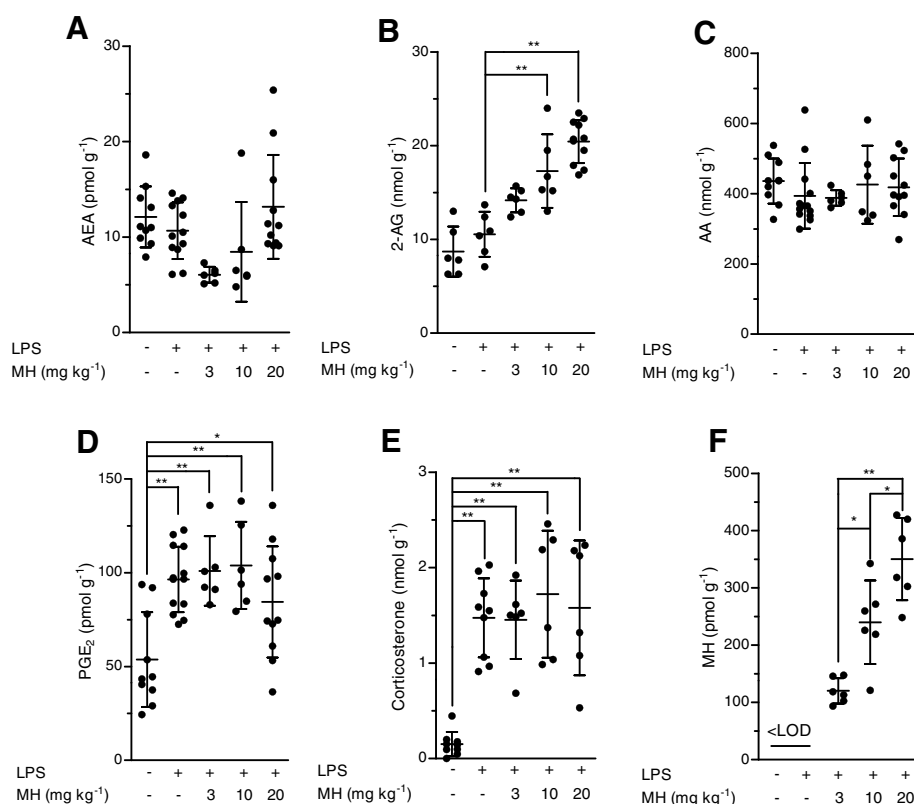 A
30
20
10
0
AEA (pmol g⁻¹)
LPS - + + + +
MH (mg kg⁻¹) - - 3 10 20
B
** 
**
30
20
10
0
2-AG (nmol g⁻¹)
LPS - + + + +
MH (mg kg⁻¹) - - 3 10 20
C
800
600
400
200
0
AA (nmol g⁻¹)
LPS - + + + +
MH (mg kg⁻¹) - - 3 10 20
D
*
**
**
**
150
100
50
0
PGE₂ (pmol g⁻¹)
LPS - + + + +
MH (mg kg⁻¹) - - 3 10 20
E
**
**
**
**
3
2
1
0
Corticosterone (nmol g⁻¹)
LPS - + + + +
MH (mg kg⁻¹) - - 3 10 20
F
**
*
*
500
400
300
200
100
0
MH (pmol g⁻¹)
<LOD
LPS - + + + +
MH (mg kg⁻¹) - - 3 10 20